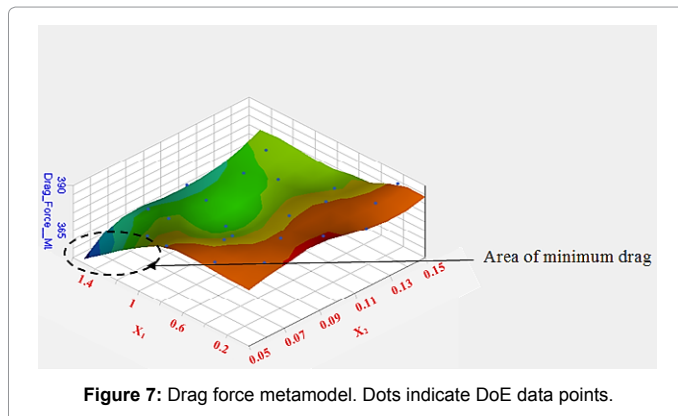 390
365
Drag_Force__Ml
Area of minimum drag
1.4
1
0.6
0.2
X1
0.05
0.07
0.09
0.11
0.13
0.15
X2
Figure 7: Drag force metamodel. Dots indicate DoE data points.